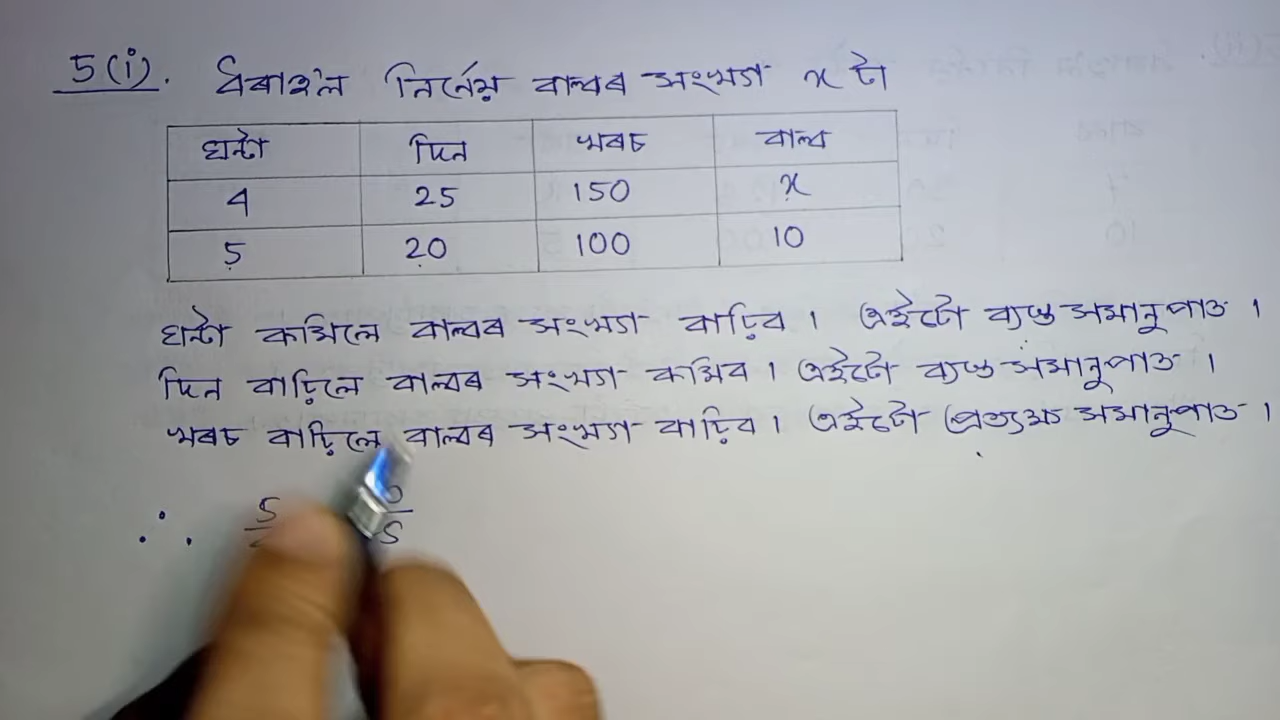 5(i). ধৰাহ'ল নিৰ্নেয় বাল্বৰ সংখ্যা x টা
ঘন্টা দিন খৰচ বাল্ব
4 25 150 x
5 20 100 10
ঘন্টা কমিলে বাল্বৰ সংখ্যা বাঢ়িব। এইটো ব্যস্ত সমানুপাত।
দিন বাঢ়িলে বাল্বৰ সংখ্যা কমিব। এইটো ব্যস্ত সমানুপাত।
খৰচ বাঢ়িলে বাল্বৰ সংখ্যা বাঢ়িব। এইটো প্ৰত্যক্ষ সমানুপাত।
∴ 5